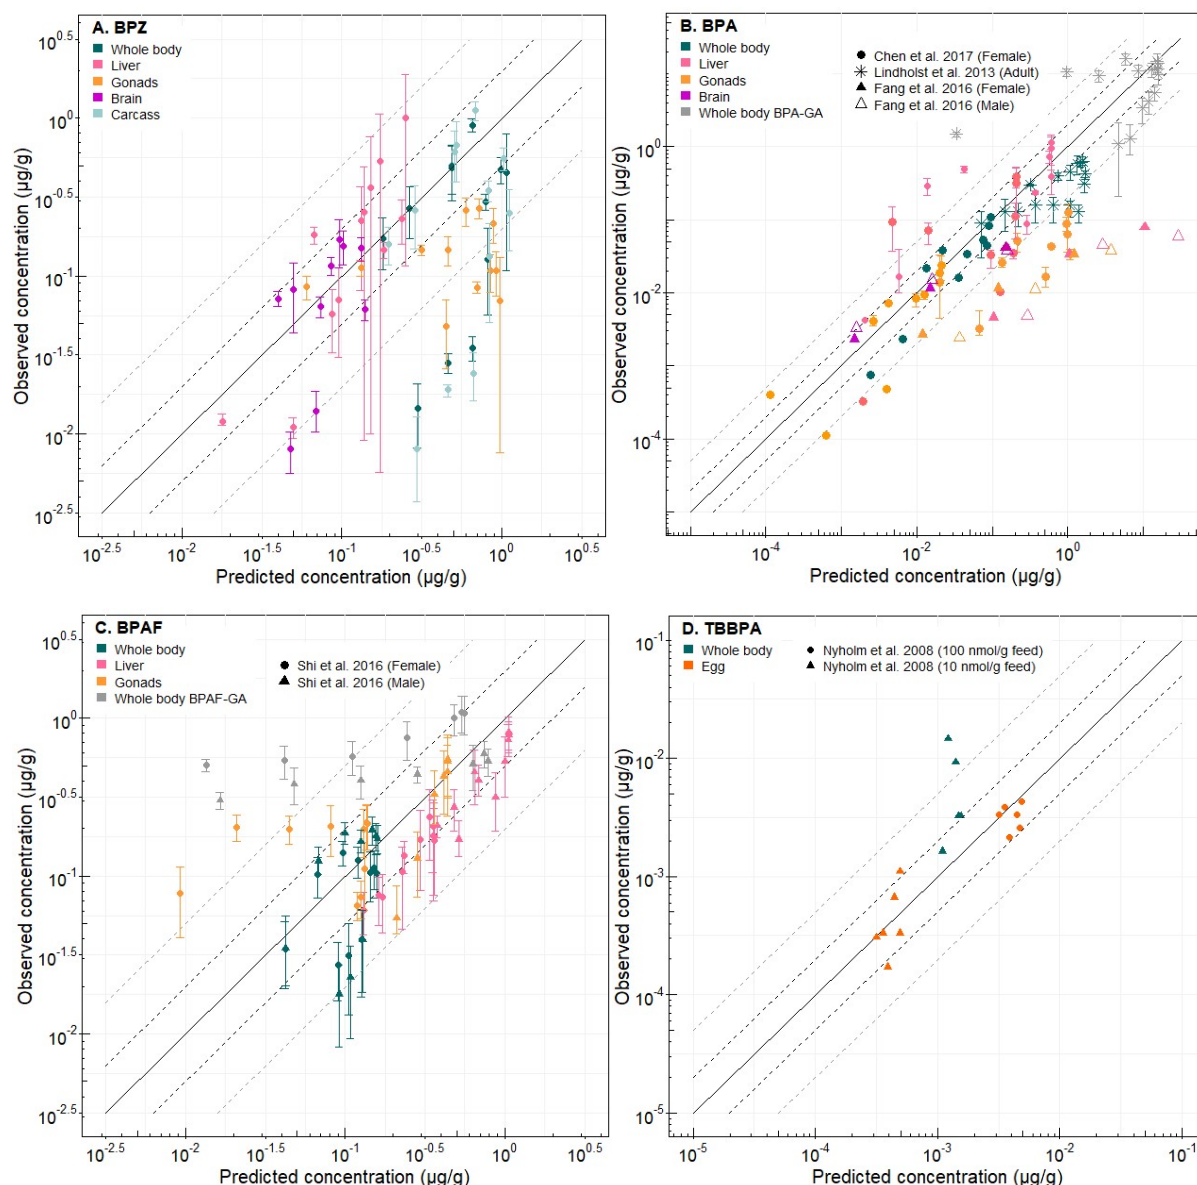 A. BPZ
Whole body
Liver
Gonads
Brain
Carcass
10^0.5
10^0
10^-0.5
10^-1
10^-1.5
10^-2
10^-2.5
Observed concentration (µg/g)
10^-2.5 10^-2 10^-1.5 10^-1 10^-0.5 10^0 10^0.5
Predicted concentration (µg/g)
B. BPA
Whole body
Liver
Gonads
Brain
Whole body BPA-GA
Chen et al. 2017 (Female)
Lindholst et al. 2013 (Adult)
Fang et al. 2016 (Female)
Fang et al. 2016 (Male)
10^0
10^-2
10^-4
Observed concentration (µg/g)
10^-4 10^-2 10^0
Predicted concentration (µg/g)
C. BPAF
Whole body
Liver
Gonads
Whole body BPAF-GA
Shi et al. 2016 (Female)
Shi et al. 2016 (Male)
10^0.5
10^0
10^-0.5
10^-1
10^-1.5
10^-2
10^-2.5
Observed concentration (µg/g)
10^-2.5 10^-2 10^-1.5 10^-1 10^-0.5 10^0 10^0.5
Predicted concentration (µg/g)
D. TBBPA
Whole body
Egg
Nyholm et al. 2008 (100 nmol/g feed)
Nyholm et al. 2008 (10 nmol/g feed)
10^-1
10^-2
10^-3
10^-4
10^-5
Observed concentration (µg/g)
10^-5 10^-4 10^-3 10^-2 10^-1
Predicted concentration (µg/g)